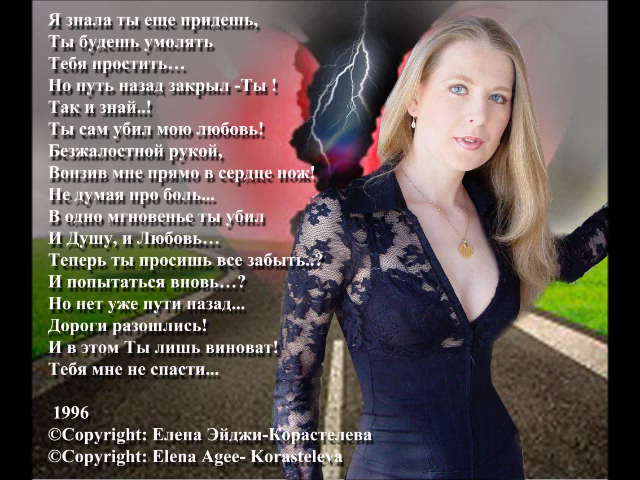 Я знала ты еще придешь,
Ты будешь умолять
Тебя простить…
Но путь назад закрыл -Ты !
Так и знай..!
Ты сам убил мою любовь!
Безжалостной рукой,
Вонзив мне прямо в сердце нож!
Не думая про боль...
В одно мгновенье ты убил
И Душу, и Любовь…
Теперь ты просишь все забыть..?
И попытаться вновь…?
Но нет уже пути назад...
Дороги разошлись!
И в этом Ты лишь виноват!
Тебя мне не спасти...
1996
©Copyright: Елена Эйджи-Корастелева
©Copyright: Elena Agee- Korasteleva